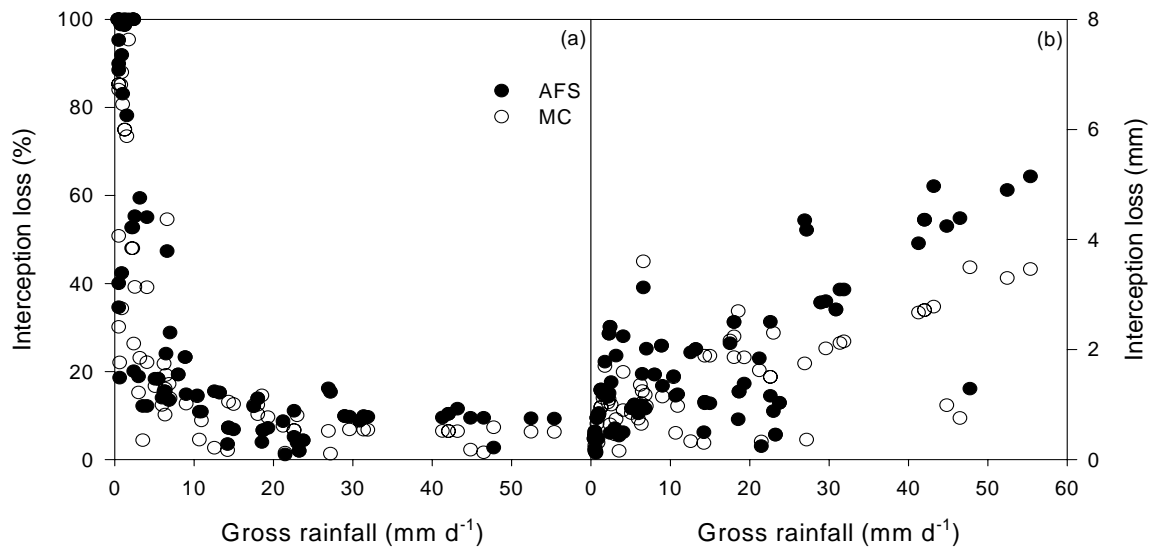 (a)
(b)
AFS
MC
100
80
60
40
20
0
Interception loss (%)
8
6
4
2
0
Interception loss (mm)
0 10 20 30 40 50 0 10 20 30 40 50 60
Gross rainfall (mm d⁻¹) Gross rainfall (mm d⁻¹)